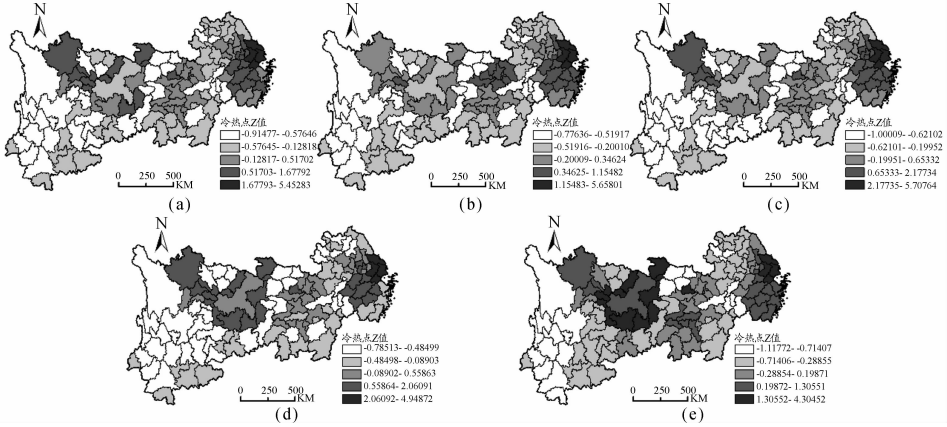 N
冷热点Z值
-0.91477- -0.57646
-0.57645- -0.12818
-0.12817- 0.51702
0.51703- 1.67792
1.67793- 5.45283
0 250 500
KM
(a)
N
冷热点Z值
-0.77636- -0.51917
-0.51916- -0.20010
-0.20009- 0.34624
0.34625- 1.15482
1.15483- 5.65801
0 250 500
KM
(b)
N
冷热点Z值
-1.00009- -0.62102
-0.62101- -0.19952
-0.19951- 0.65332
0.65333- 2.17734
2.17735- 5.70764
0 250 500
KM
(c)
N
冷热点Z值
-0.78513- -0.48499
-0.48498- -0.08903
-0.08902- 0.55863
0.55864- 2.06091
2.06092- 4.94872
0 250 500
KM
(d)
N
冷热点Z值
-1.11772- -0.71407
-0.71406- -0.28855
-0.28854- 0.19871
0.19872- 1.30551
1.30552- 4.30452
0 250 500
KM
(e)